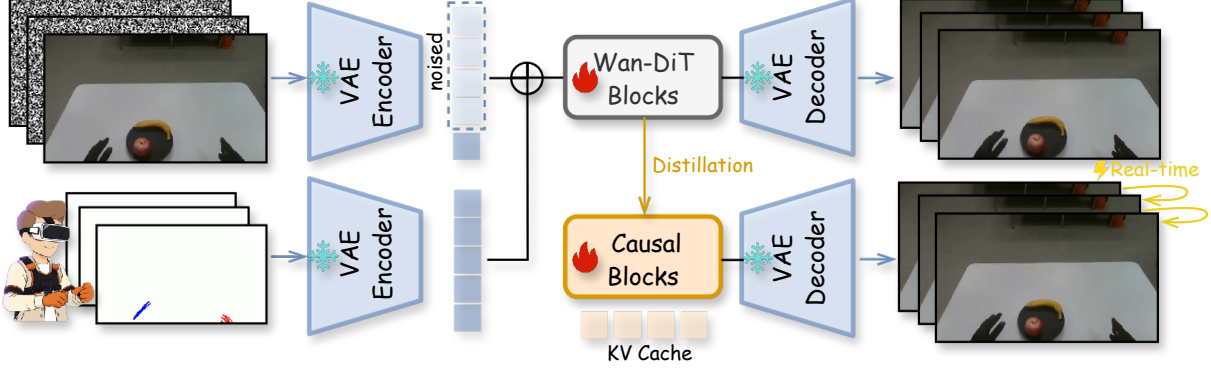 VAE
Encoder
noised
Wan-DiT
Blocks
VAE
Decoder
Distillation
Real-time
VAE
Encoder
Causal
Blocks
VAE
Decoder
KV Cache